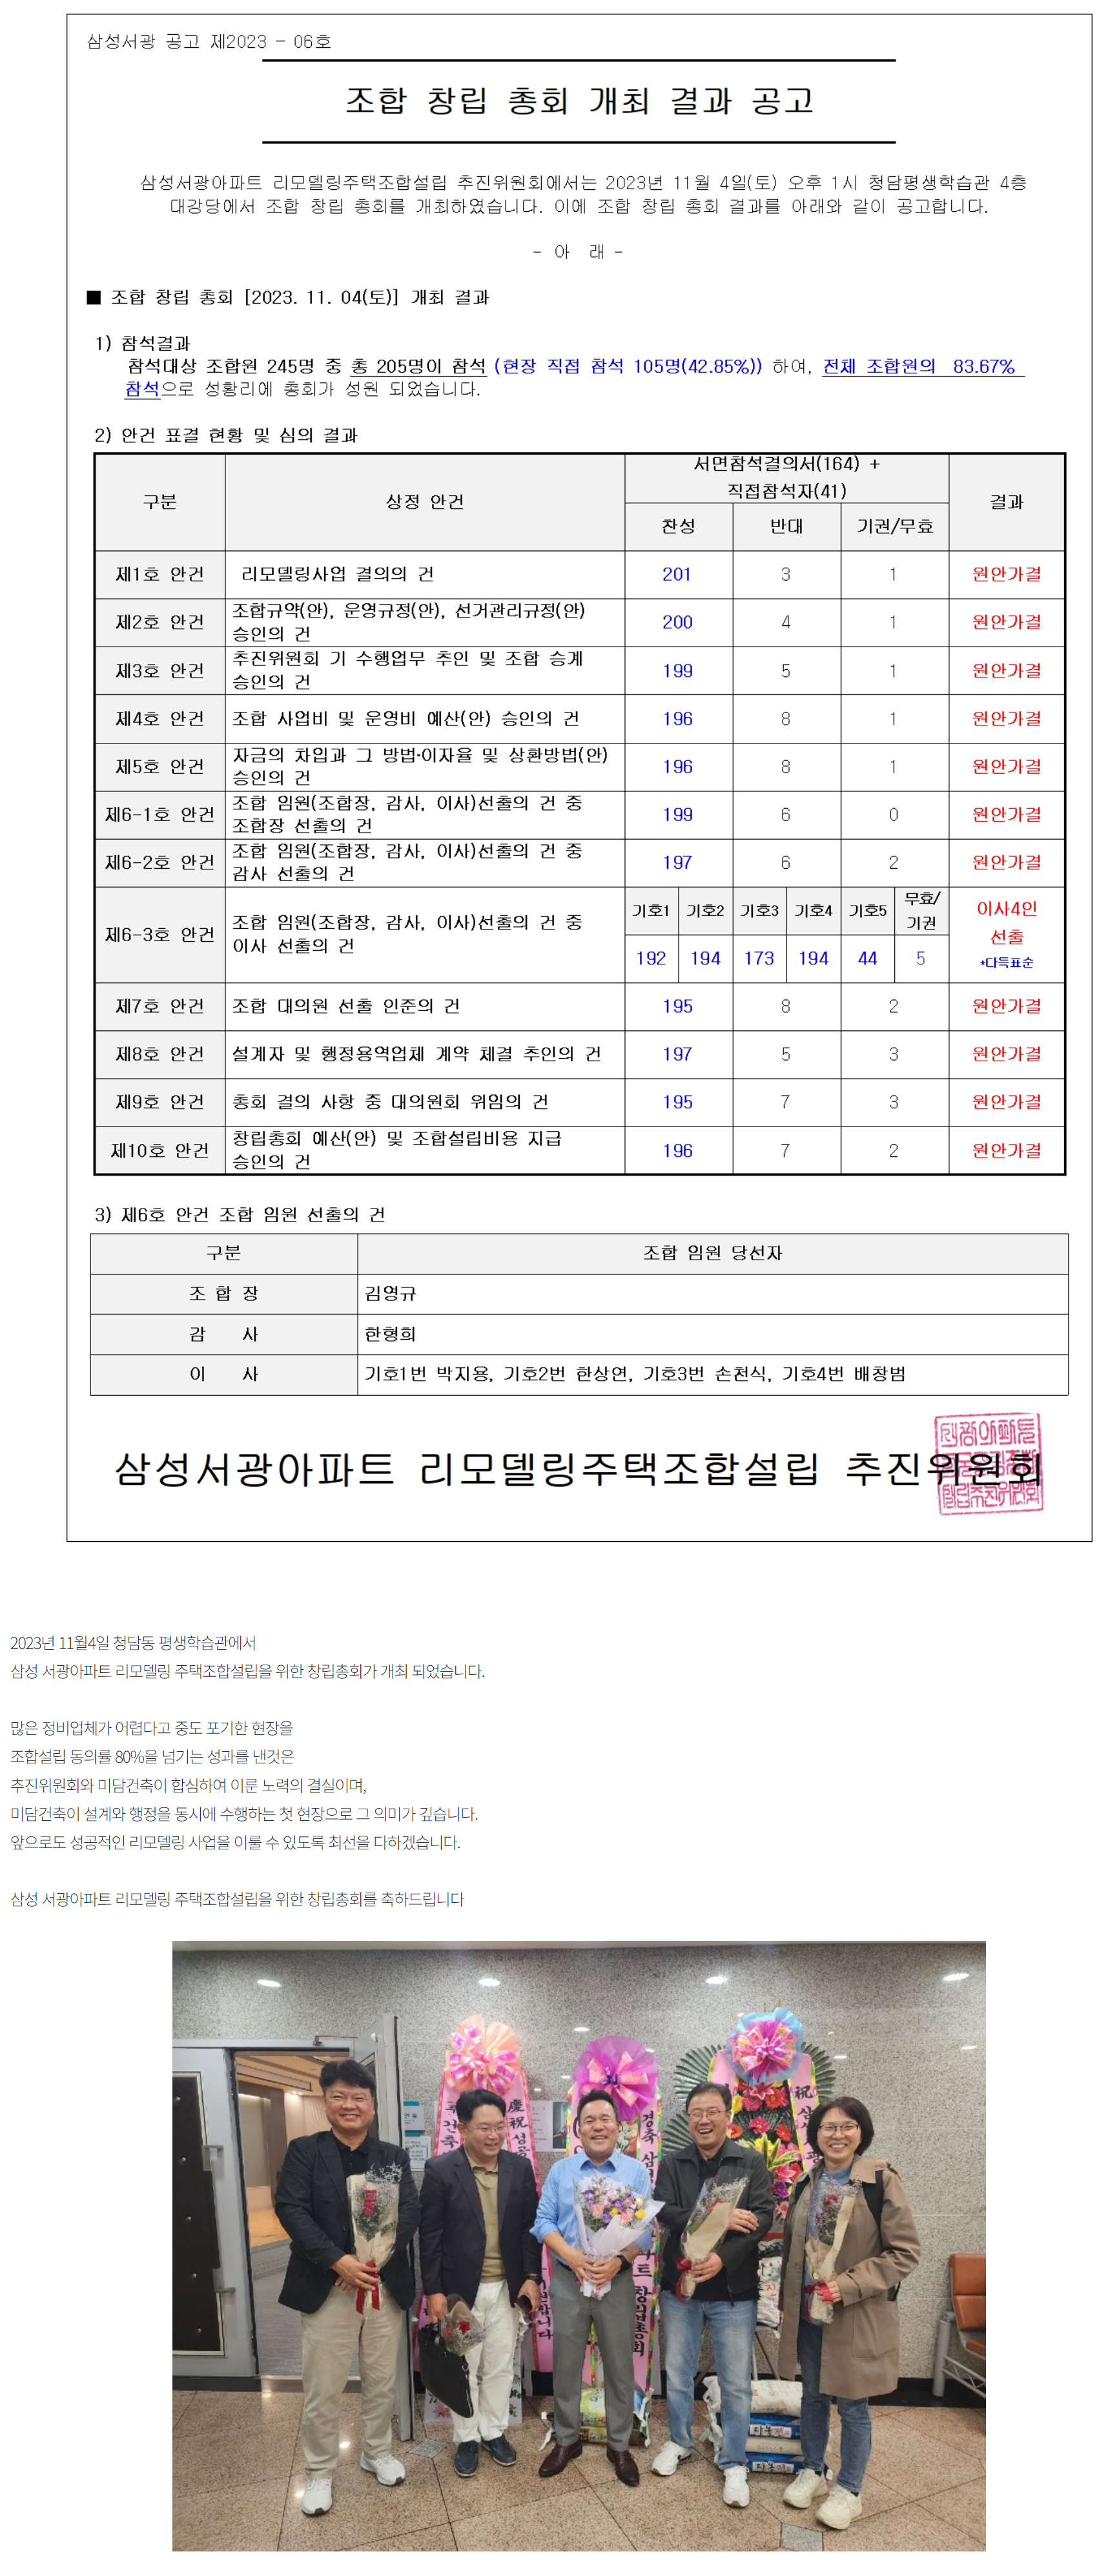 삼성서광 공고 제2023 - 06호
조합 창립 총회 개최 결과 공고
삼성서광아파트 리모델링주택조합설립 추진위원회에서는 2023년 11월 4일(토) 오후 1시 청담평생학습관 4층
대강당에서 조합 창립 총회를 개최하였습니다. 이에 조합 창립 총회 결과를 아래와 같이 공고합니다.
- 아 래 -
■ 조합 창립 총회 [2023. 11. 04(토)] 개최 결과
1) 참석결과
참석대상 조합원 245명 중 총 205명이 참석 (현장 직접 참석 105명(42.85%)) 하여, 전체 조합원의 83.67%
참석으로 성황리에 총회가 성원 되었습니다.
2) 안건 표결 현황 및 심의 결과
구분 상정 안건 서면참석결의서(164) + 결과
직접참석자(41)
찬성 반대 기권/무효
제1호 안건 리모델링사업 결의의 건 201 3 1 원안가결
제2호 안건 조합규약(안), 운영규정(안), 선거관리규정(안) 200 4 1 원안가결
승인의 건
제3호 안건 추진위원회 기 수행업무 추인 및 조합 승계 199 5 1 원안가결
승인의 건
제4호 안건 조합 사업비 및 운영비 예산(안) 승인의 건 196 8 1 원안가결
제5호 안건 자금의 차입과 그 방법·이자율 및 상환방법(안) 196 8 1 원안가결
승인의 건
제6-1호 안건 조합 임원(조합장, 감사, 이사)선출의 건 중 199 6 0 원안가결
조합장 선출의 건
제6-2호 안건 조합 임원(조합장, 감사, 이사)선출의 건 중 197 6 2 원안가결
감사 선출의 건
제6-3호 안건 조합 임원(조합장, 감사, 이사)선출의 건 중 기호1 기호2 기호3 기호4 기호5 무효/ 이사4인
이사 선출의 건 기권 선출
192 194 173 194 44 5 *다득표순
제7호 안건 조합 대의원 선출 인준의 건 195 8 2 원안가결
제8호 안건 설계자 및 행정용역업체 계약 체결 추인의 건 197 5 3 원안가결
제9호 안건 총회 결의 사항 중 대의원회 위임의 건 195 7 3 원안가결
제10호 안건 창립총회 예산(안) 및 조합설립비용 지급 196 7 2 원안가결
승인의 건
3) 제6호 안건 조합 임원 선출의 건
구분 조합 임원 당선자
조 합 장 김영규
감 사 한형희
이 사 기호1번 박지용, 기호2번 한상연, 기호3번 손천식, 기호4번 배창범
삼성서광아파트 리모델링주택조합설립 추진위원회
2023년 11월4일 청담동 평생학습관에서
삼성 서광아파트 리모델링 주택조합설립을 위한 창립총회가 개최 되었습니다.
많은 정비업체가 어렵다고 중도 포기한 현장을
조합설립 동의률 80%을 넘기는 성과를 낸것은
추진위원회와 미담건축이 합심하여 이룬 노력의 결실이며,
미담건축이 설계와 행정을 동시에 수행하는 첫 현장으로 그 의미가 깊습니다.
앞으로도 성공적인 리모델링 사업을 이룰 수 있도록 최선을 다하겠습니다.
삼성 서광아파트 리모델링 주택조합설립을 위한 창립총회를 축하드립니다
慶祝 성공
경축 삼성
트 창립총회
祝 삼